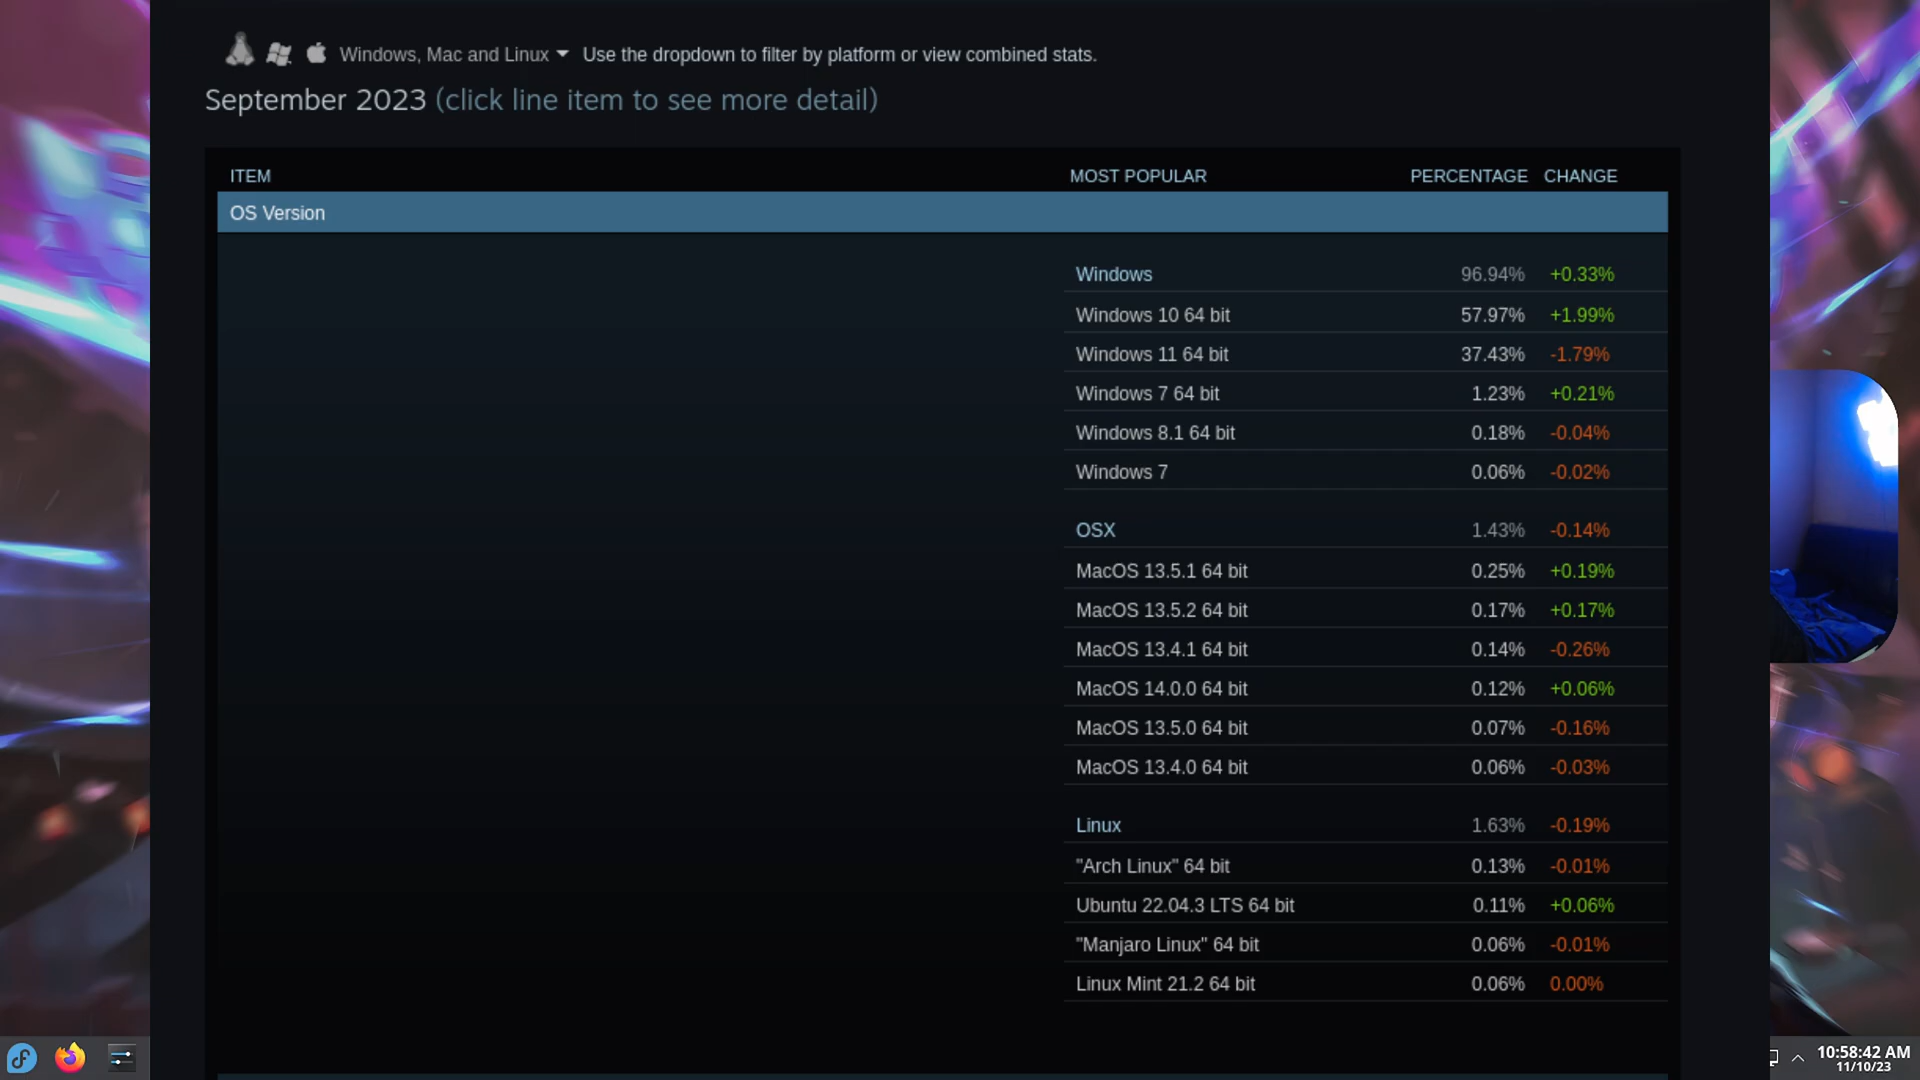 Windows, Mac and Linux Use the dropdown to filter by platform or view combined stats.
September 2023 (click line item to see more detail)
ITEM MOST POPULAR PERCENTAGE CHANGE
OS Version
Windows 96.94% +0.33%
Windows 10 64 bit 57.97% +1.99%
Windows 11 64 bit 37.43% -1.79%
Windows 7 64 bit 1.23% +0.21%
Windows 8.1 64 bit 0.18% -0.04%
Windows 7 0.06% -0.02%
OSX 1.43% -0.14%
MacOS 13.5.1 64 bit 0.25% +0.19%
MacOS 13.5.2 64 bit 0.17% +0.17%
MacOS 13.4.1 64 bit 0.14% -0.26%
MacOS 14.0.0 64 bit 0.12% +0.06%
MacOS 13.5.0 64 bit 0.07% -0.16%
MacOS 13.4.0 64 bit 0.06% -0.03%
Linux 1.63% -0.19%
"Arch Linux" 64 bit 0.13% -0.01%
Ubuntu 22.04.3 LTS 64 bit 0.11% +0.06%
"Manjaro Linux" 64 bit 0.06% -0.01%
Linux Mint 21.2 64 bit 0.06% 0.00%
10:58:42 AM
11/10/23